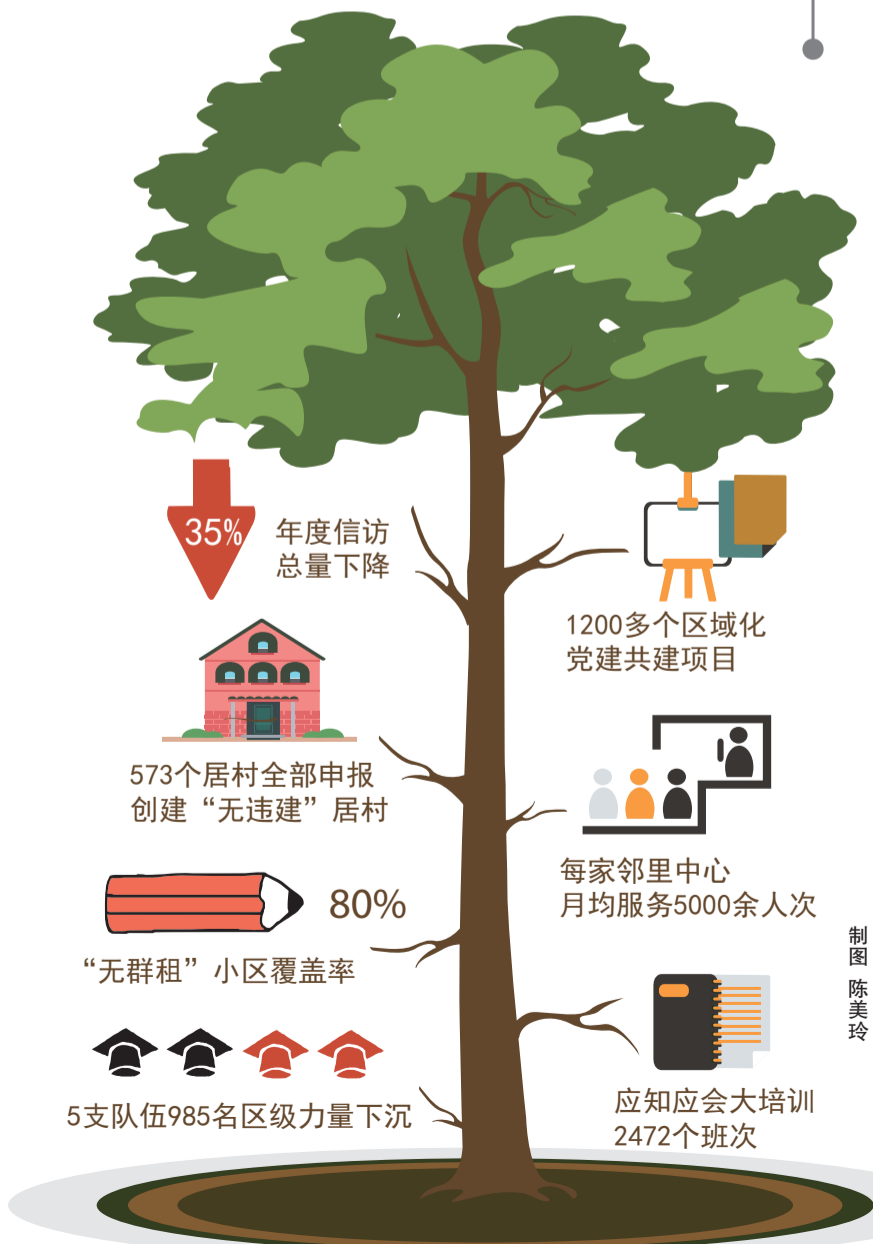 35%
年度信访
总量下降
1200多个区域化
党建共建项目
573个居村全部申报
创建“无违建”居村
每家邻里中心
月均服务5000余人次
80%
“无群租”小区覆盖率
5支队伍985名区级力量下沉
应知应会大培训
2472个班次
制图 陈美玲